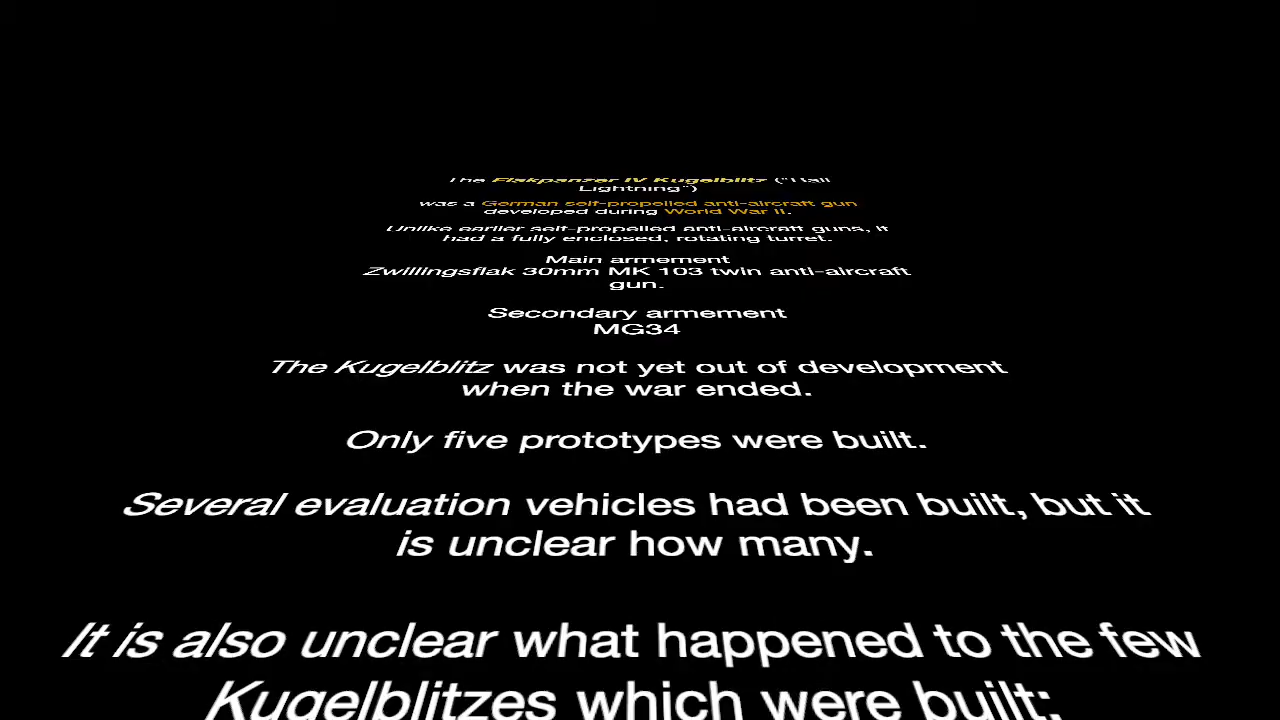 The Flakpanzer IV Kugelblitz ("Ball
Lightning")
was a German self-propelled anti-aircraft gun
developed during World War II.
Unlike earlier self-propelled anti-aircraft guns, it
had a fully enclosed, rotating turret.
Main armement
Zwillingsflak 30mm MK 103 twin anti-aircraft
gun.
Secondary armement
MG34
The Kugelblitz was not yet out of development
when the war ended.
Only five prototypes were built.
Several evaluation vehicles had been built, but it
is unclear how many.
It is also unclear what happened to the few
Kugelblitzes which were built;